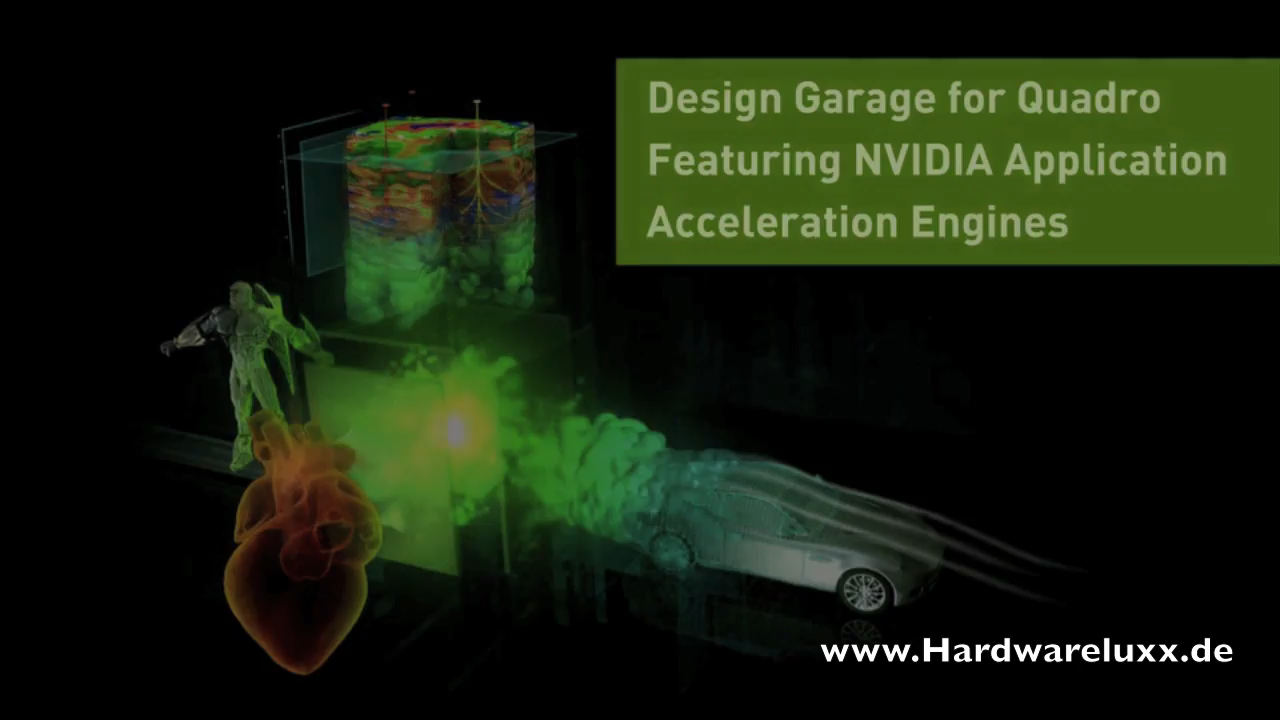 Design Garage for Quadro
Featuring NVIDIA Application
Acceleration Engines
www.Hardwareluxx.de